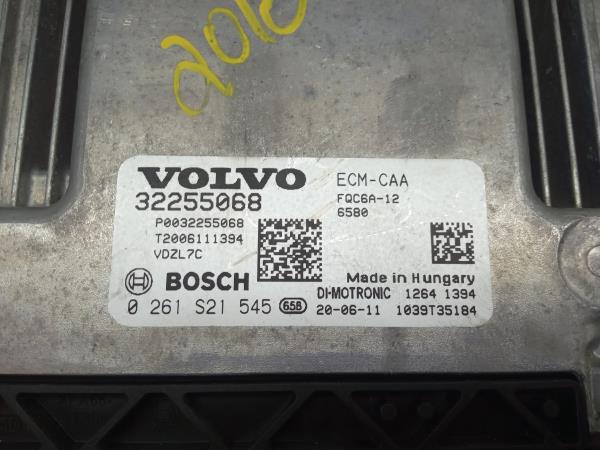 VOLVO
32255068
P0032255068
T2006111394
VDZL7C
BOSCH
0 261 S21 545 658
ECM-CAA
FQC6A-12
6580
Made in Hungary
DI-MOTRONIC 1264 1394
20-06-11 1039T35184